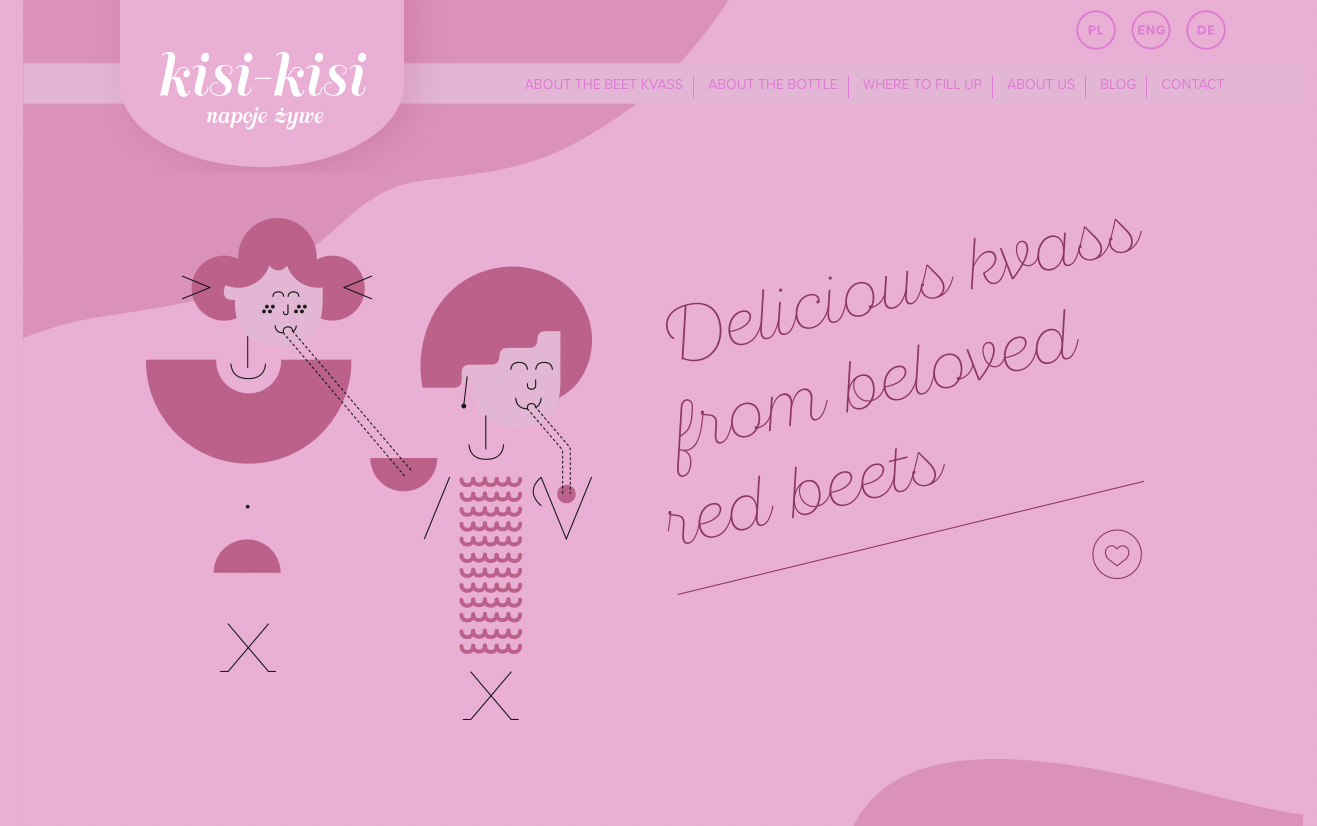 PL ENG DE
kisi-kisi
napoje żywe
ABOUT THE BEET KVASS ABOUT THE BOTTLE WHERE TO FILL UP ABOUT US BLOG CONTACT
Delicious kvass
from beloved
red beets